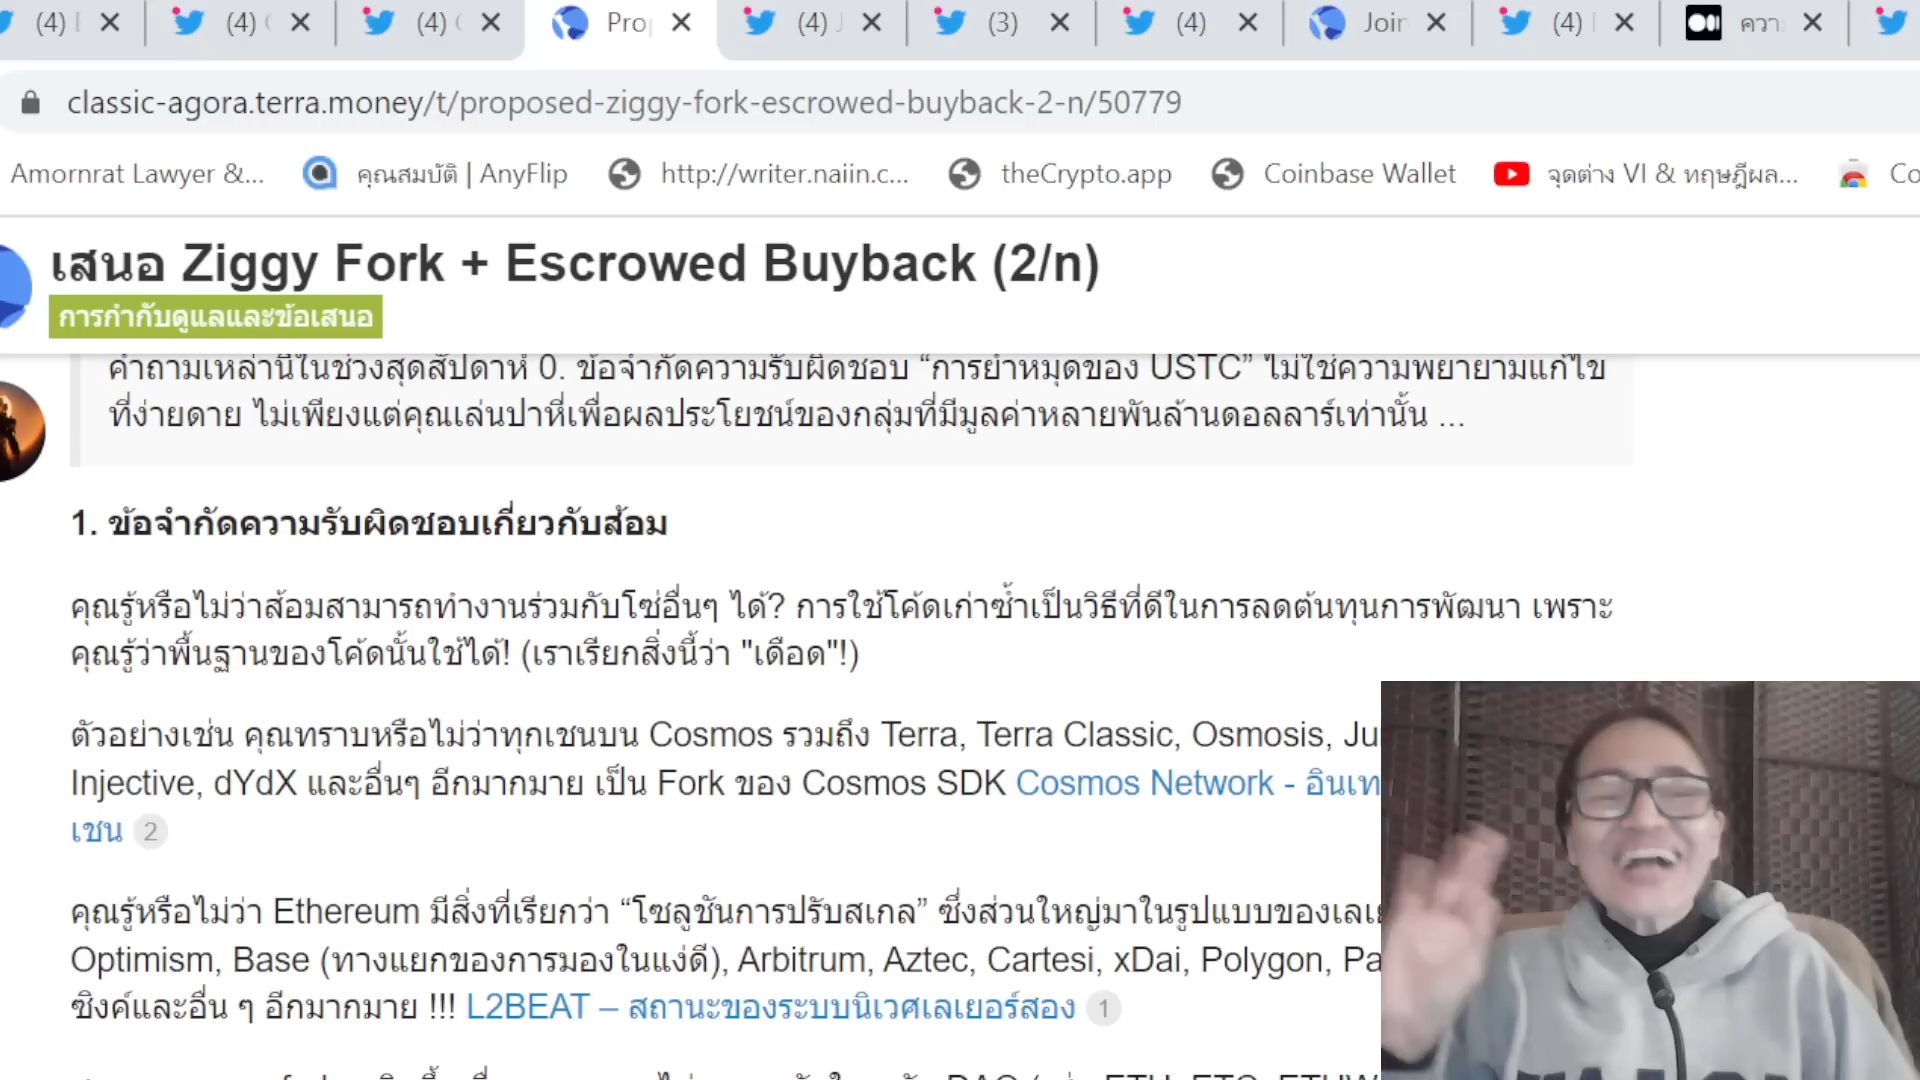 (4) (4) (4) Pro (4) (3) (4) Join (4) ความ
classic-agora.terra.money/t/proposed-ziggy-fork-escrowed-buyback-2-n/50779
Amornrat Lawyer &... คุณสมบัติ | AnyFlip http://writer.naiin.c... theCrypto.app Coinbase Wallet จุดต่าง VI & ทฤษฎีผล... Co
เสนอ Ziggy Fork + Escrowed Buyback (2/n)
การกำกับดูแลและข้อเสนอ
คำถามเหล่านี้ในช่วงสุดสัปดาห์ 0. ข้อจำกัดความรับผิดชอบ “การย้ำหมุดของ USTC” ไม่ใช่ความพยายามแก้ไข
ที่ง่ายดาย ไม่เพียงแต่คุณเล่นปาหี่เพื่อผลประโยชน์ของกลุ่มที่มีมูลค่าหลายพันล้านดอลลาร์เท่านั้น ...
1. ข้อจำกัดความรับผิดชอบเกี่ยวกับส้อม
คุณรู้หรือไม่ว่าส้อมสามารถทำงานร่วมกับโซ่อื่นๆ ได้? การใช้โค้ดเก่าซ้ำเป็นวิธีที่ดีในการลดต้นทุนการพัฒนา เพราะ
คุณรู้ว่าพื้นฐานของโค้ดนั้นใช้ได้! (เราเรียกสิ่งนี้ว่า "เดือด"!)
ตัวอย่างเช่น คุณทราบหรือไม่ว่าทุกเชนบน Cosmos รวมถึง Terra, Terra Classic, Osmosis, Ju
Injective, dYdX และอื่นๆ อีกมากมาย เป็น Fork ของ Cosmos SDK Cosmos Network - อินเท
เชน 2
คุณรู้หรือไม่ว่า Ethereum มีสิ่งที่เรียกว่า “โซลูชันการปรับสเกล” ซึ่งส่วนใหญ่มาในรูปแบบของเลเ
Optimism, Base (ทางแยกของการมองในแง่ดี), Arbitrum, Aztec, Cartesi, xDai, Polygon, Pa
ซิงค์และอื่น ๆ อีกมากมาย !!! L2BEAT – สถานะของระบบนิเวศเลเยอร์สอง 1